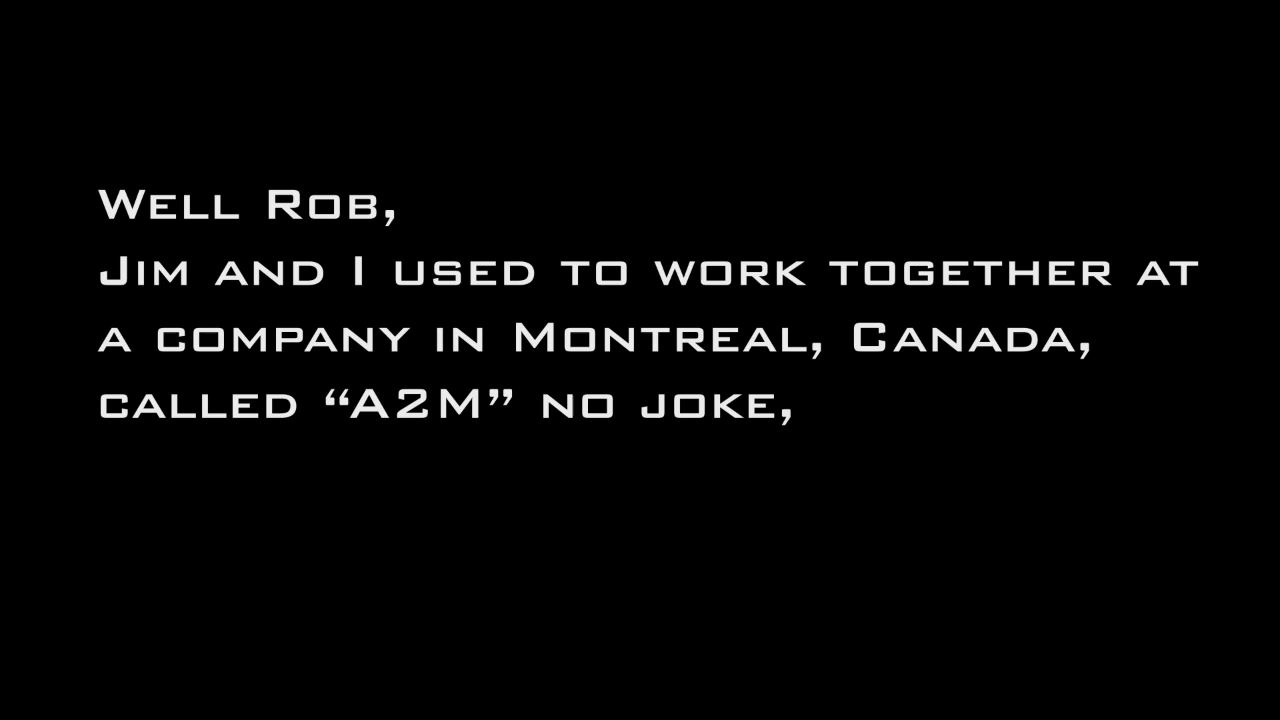 Well Rob,
Jim and I used to work together at
a company in Montreal, Canada,
called “A2M” no joke,